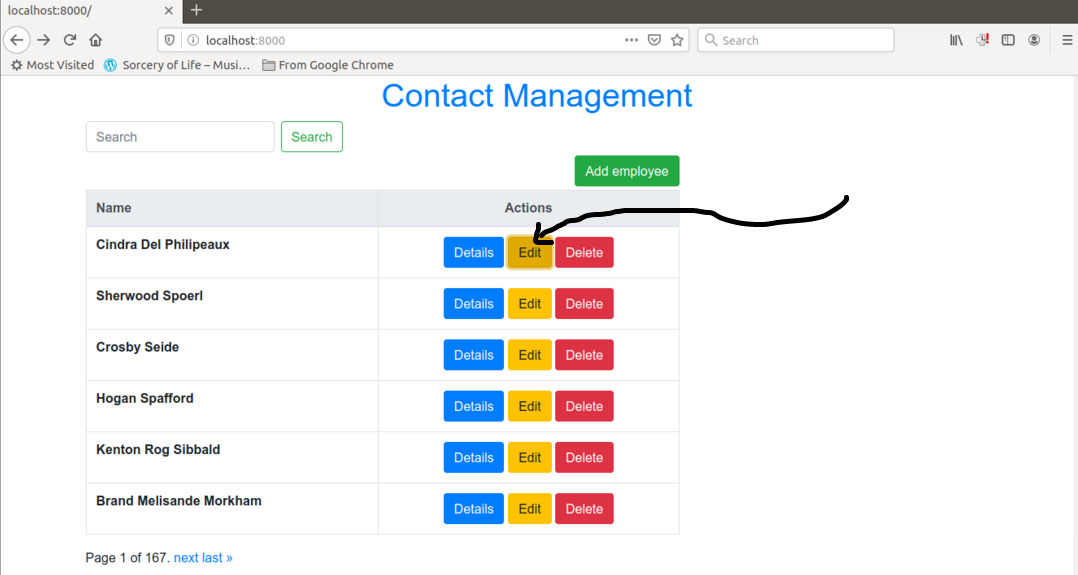 localhost:8000/
localhost:8000
Search
Most Visited Sorcery of Life – Musi… From Google Chrome
Contact Management
Search Search
Add employee
Name Actions
Cindra Del Philipeaux Details Edit Delete
Sherwood Spoerl Details Edit Delete
Crosby Seide Details Edit Delete
Hogan Spafford Details Edit Delete
Kenton Rog Sibbald Details Edit Delete
Brand Melisande Morkham Details Edit Delete
Page 1 of 167. next last »